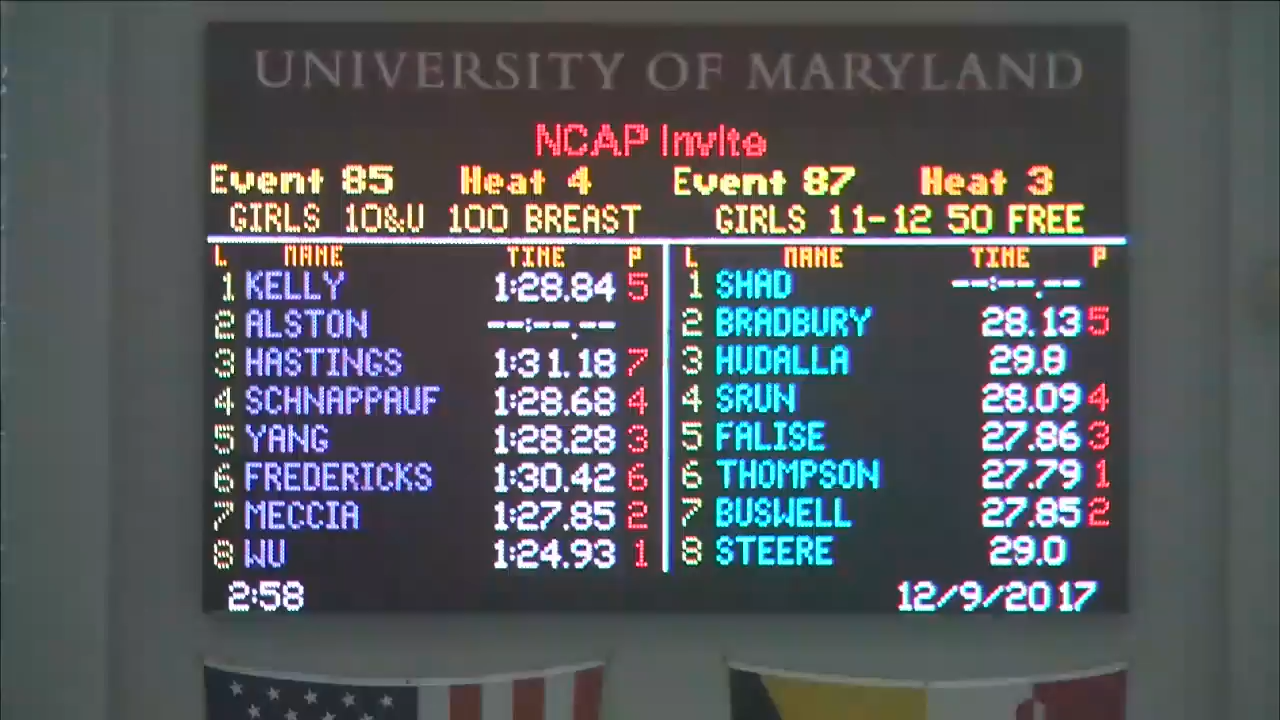 UNIVERSITY OF MARYLAND
NCAP Invite
Event 85 Heat 4 Event 87 Heat 3
GIRLS 10&U 100 BREAST GIRLS 11-12 50 FREE
L NAME TIME P L NAME TIME P
1 KELLY 1:28.84 5 1 SHAD --:--.--
2 ALSTON --:--.-- 2 BRADBURY 28.13 5
3 HASTINGS 1:31.18 7 3 HUDALLA 29.8
4 SCHNAPPAUF 1:28.68 4 4 SRUN 28.09 4
5 YANG 1:28.28 3 5 FALISE 27.86 3
6 FREDERICKS 1:30.42 6 6 THOMPSON 27.79 1
7 MECCIA 1:27.85 2 7 BUSWELL 27.85 2
8 WU 1:24.93 1 8 STEERE 29.0
2:58 12/9/2017